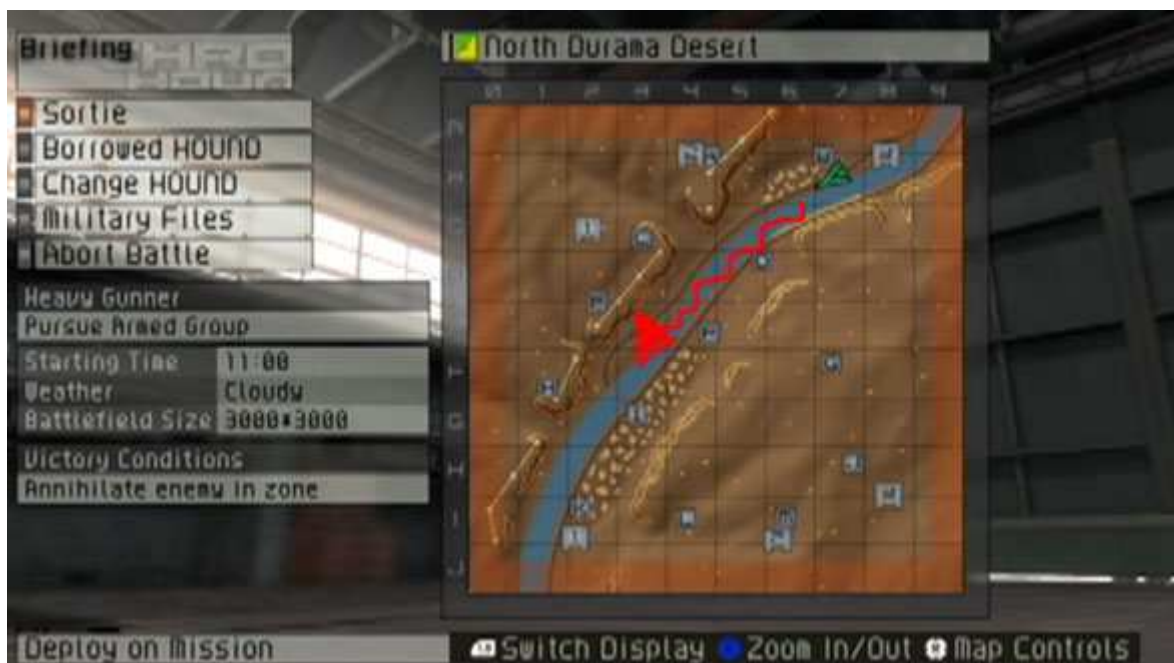 Briefing
North Durama Desert
Sortie
Borrowed HOUND
Change HOUND
Military Files
Abort Battle
Heavy Gunner
Pursue Armed Group
Starting Time 11:00
Weather Cloudy
Battlefield Size 3000*3000
Victory Conditions
Annihilate enemy in zone
0 1 2 3 4 5 6 7 8 9
Deploy on Mission
Switch Display Zoom In/Out Map Controls